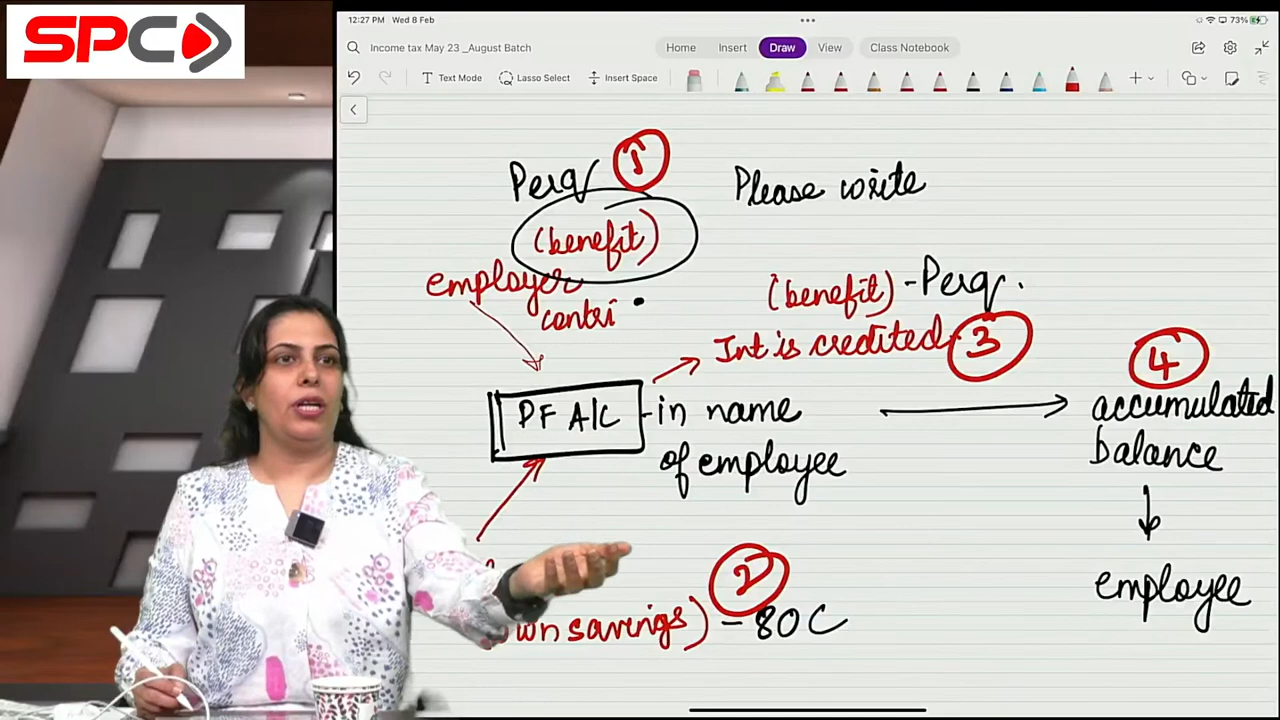 SPC
12:27 PM Wed 8 Feb
73%
Income tax May 23 _August Batch
Home Insert Draw View Class Notebook
Text Mode Lasso Select Insert Space
Perq 1
Please write
(benefit)
employer
contri
(benefit) - Perq.
Int is credited 3
4
PF A/C - in name
of employee
accumulated
balance
employee
2
wn savings) - 80C